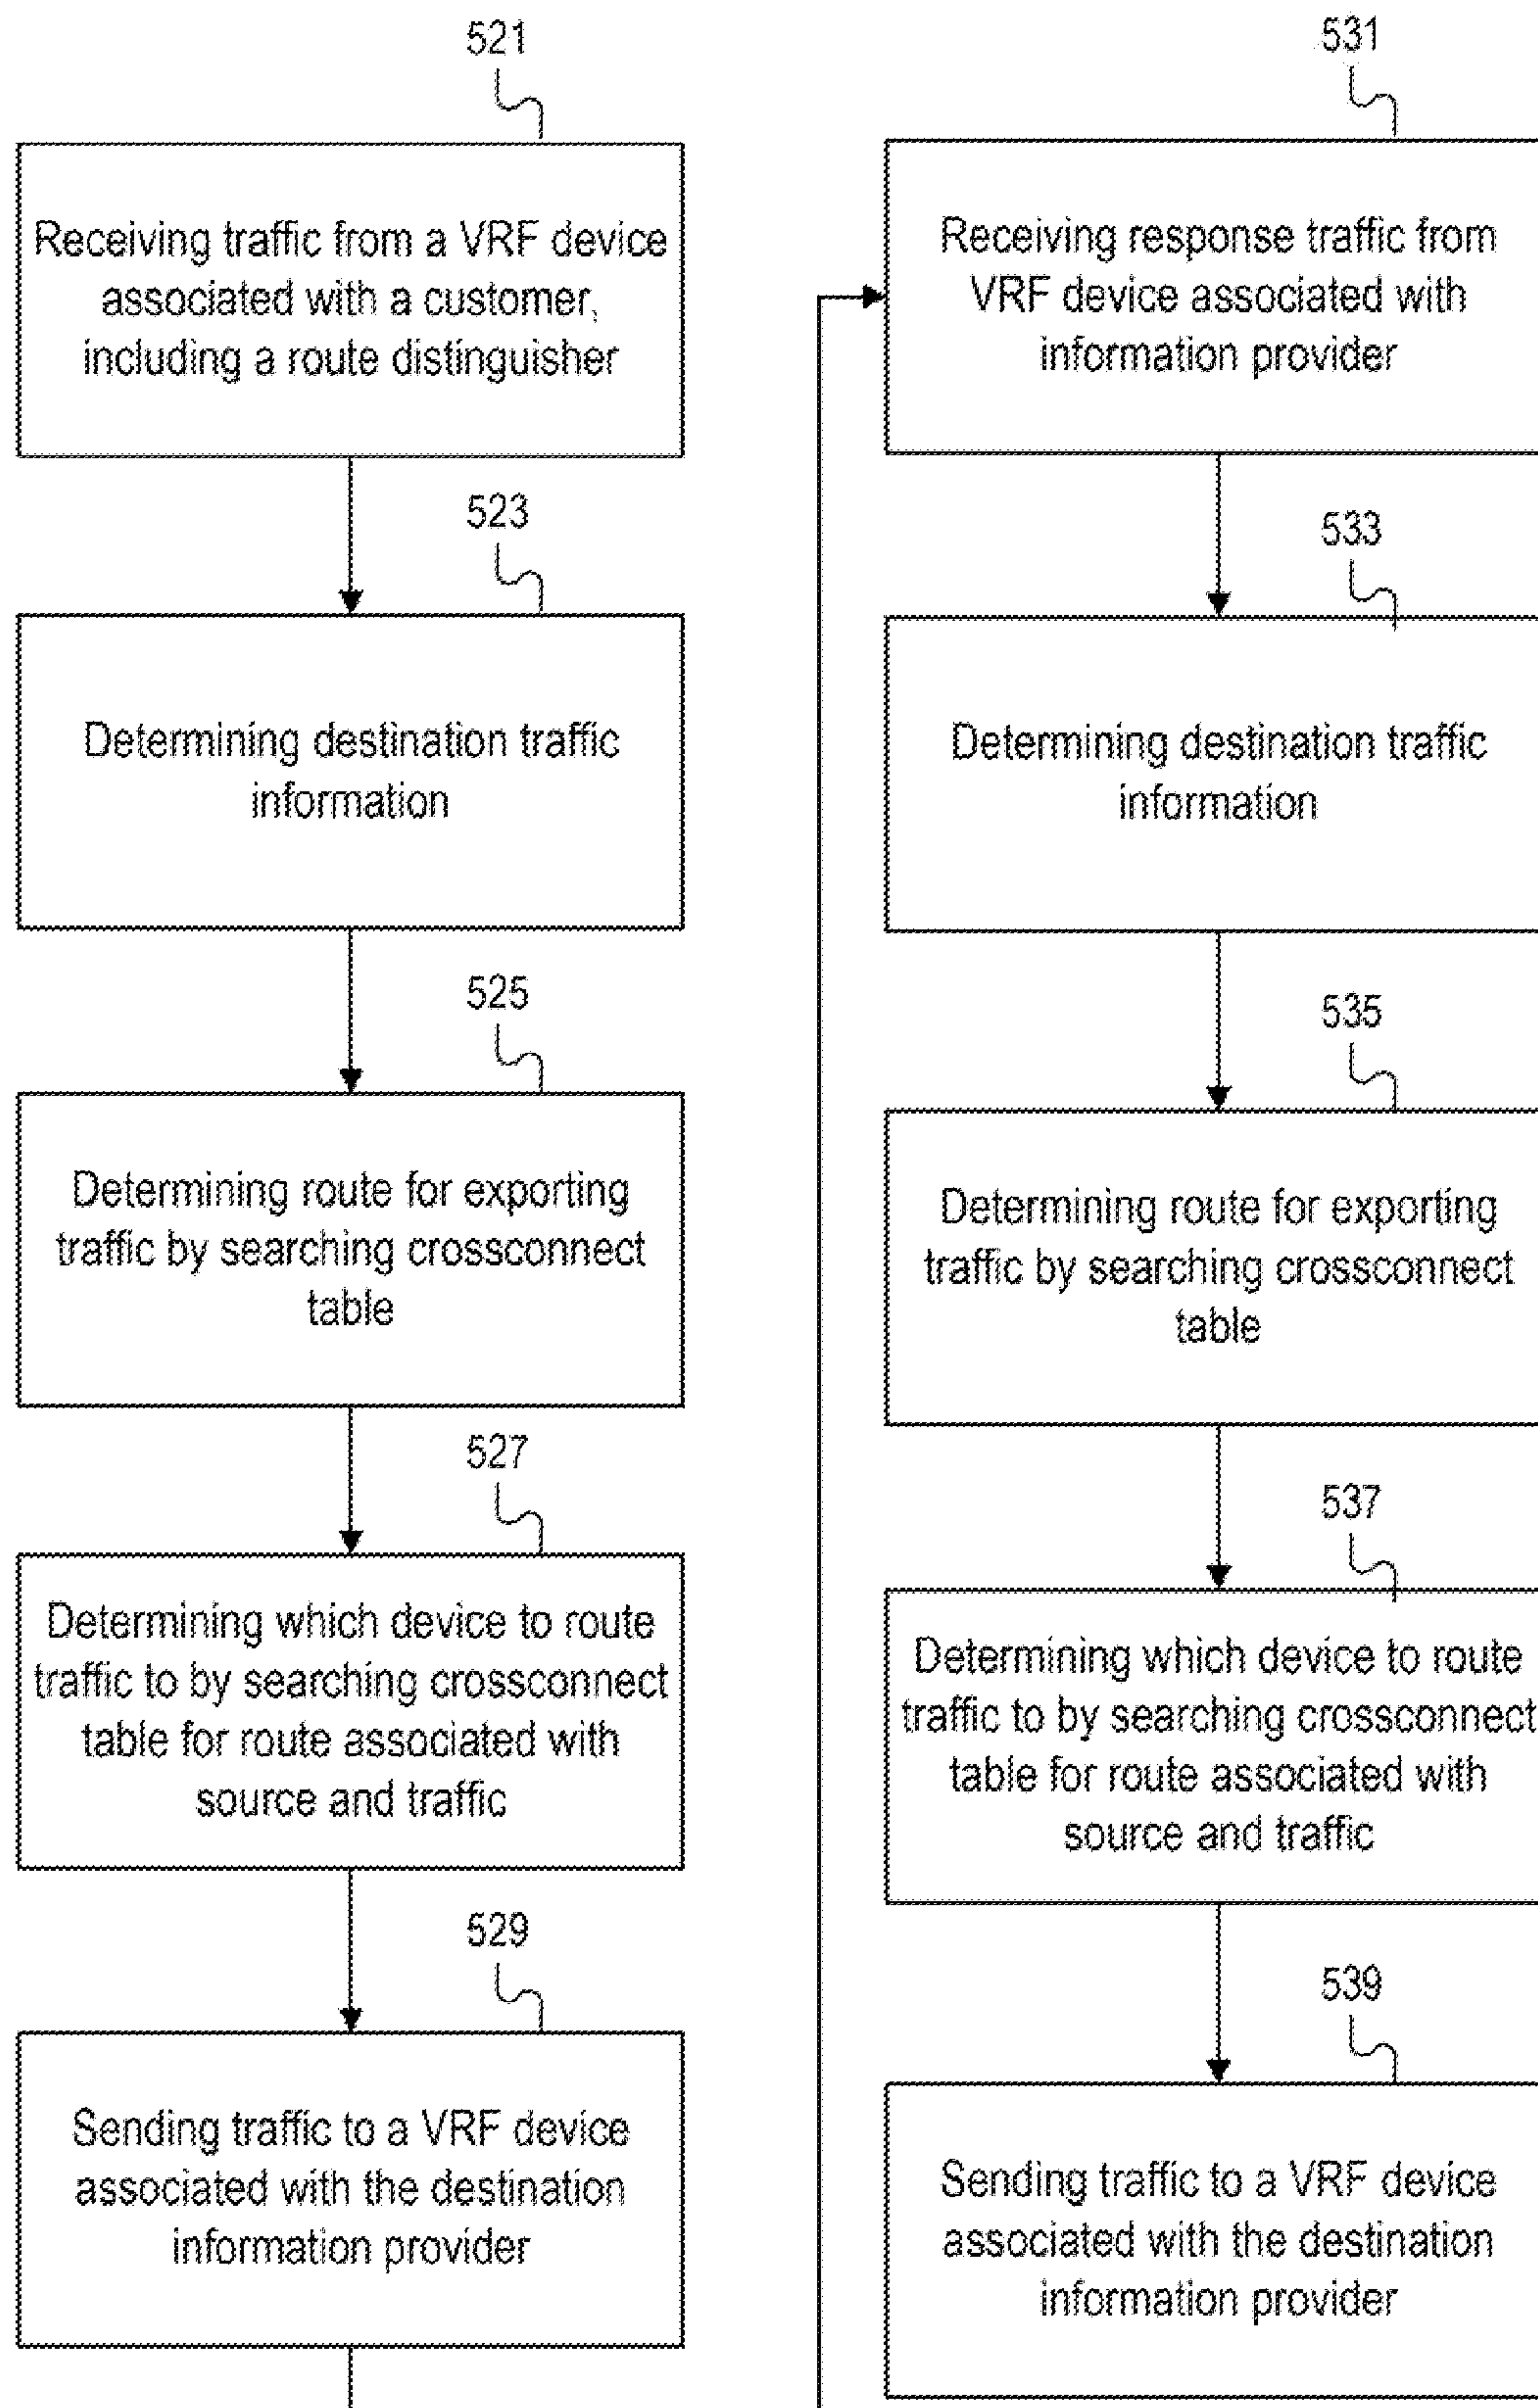 521
Receiving traffic from a VRF device
associated with a customer,
including a route distinguisher
523
Determining destination traffic
information
525
Determining route for exporting
traffic by searching crossconnect
table
527
Determining which device to route
traffic to by searching crossconnect
table for route associated with
source and traffic
529
Sending traffic to a VRF device
associated with the destination
information provider
531
Receiving response traffic from
VRF device associated with
information provider
533
Determining destination traffic
information
535
Determining route for exporting
traffic by searching crossconnect
table
537
Determining which device to route
traffic to by searching crossconnect
table for route associated with
source and traffic
539
Sending traffic to a VRF device
associated with the destination
information provider